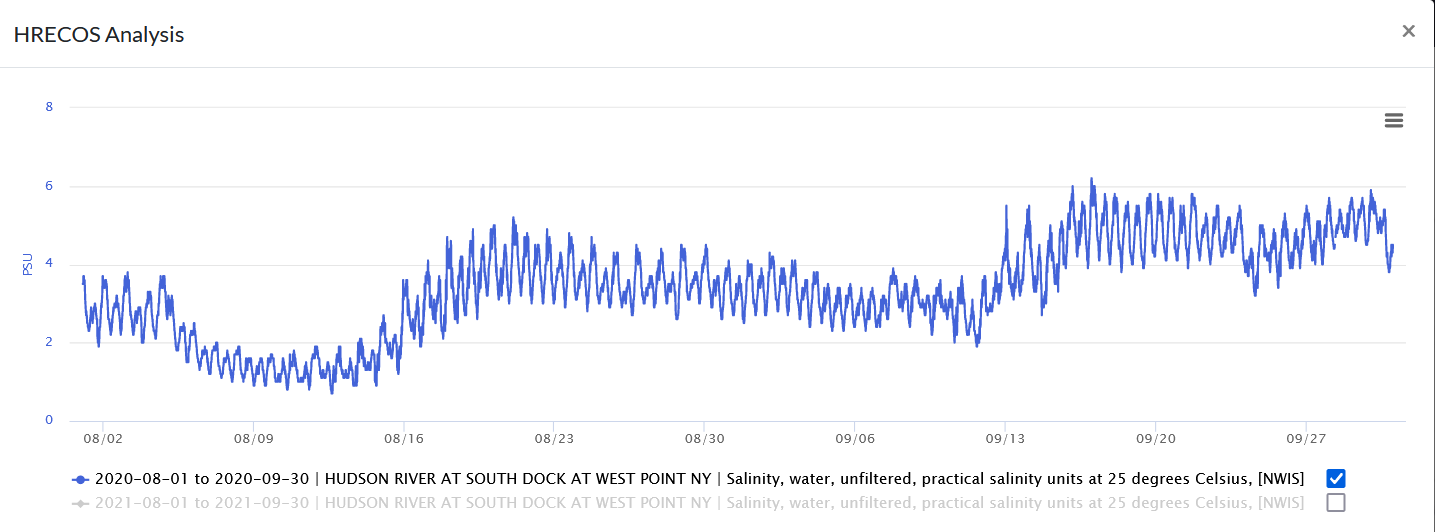 HRECOS Analysis
×
8
6
4
2
0
PSU
08/02 08/09 08/16 08/23 08/30 09/06 09/13 09/20 09/27
2020-08-01 to 2020-09-30 | HUDSON RIVER AT SOUTH DOCK AT WEST POINT NY | Salinity, water, unfiltered, practical salinity units at 25 degrees Celsius, [NWIS]
2021-08-01 to 2021-09-30 | HUDSON RIVER AT SOUTH DOCK AT WEST POINT NY | Salinity, water, unfiltered, practical salinity units at 25 degrees Celsius, [NWIS]